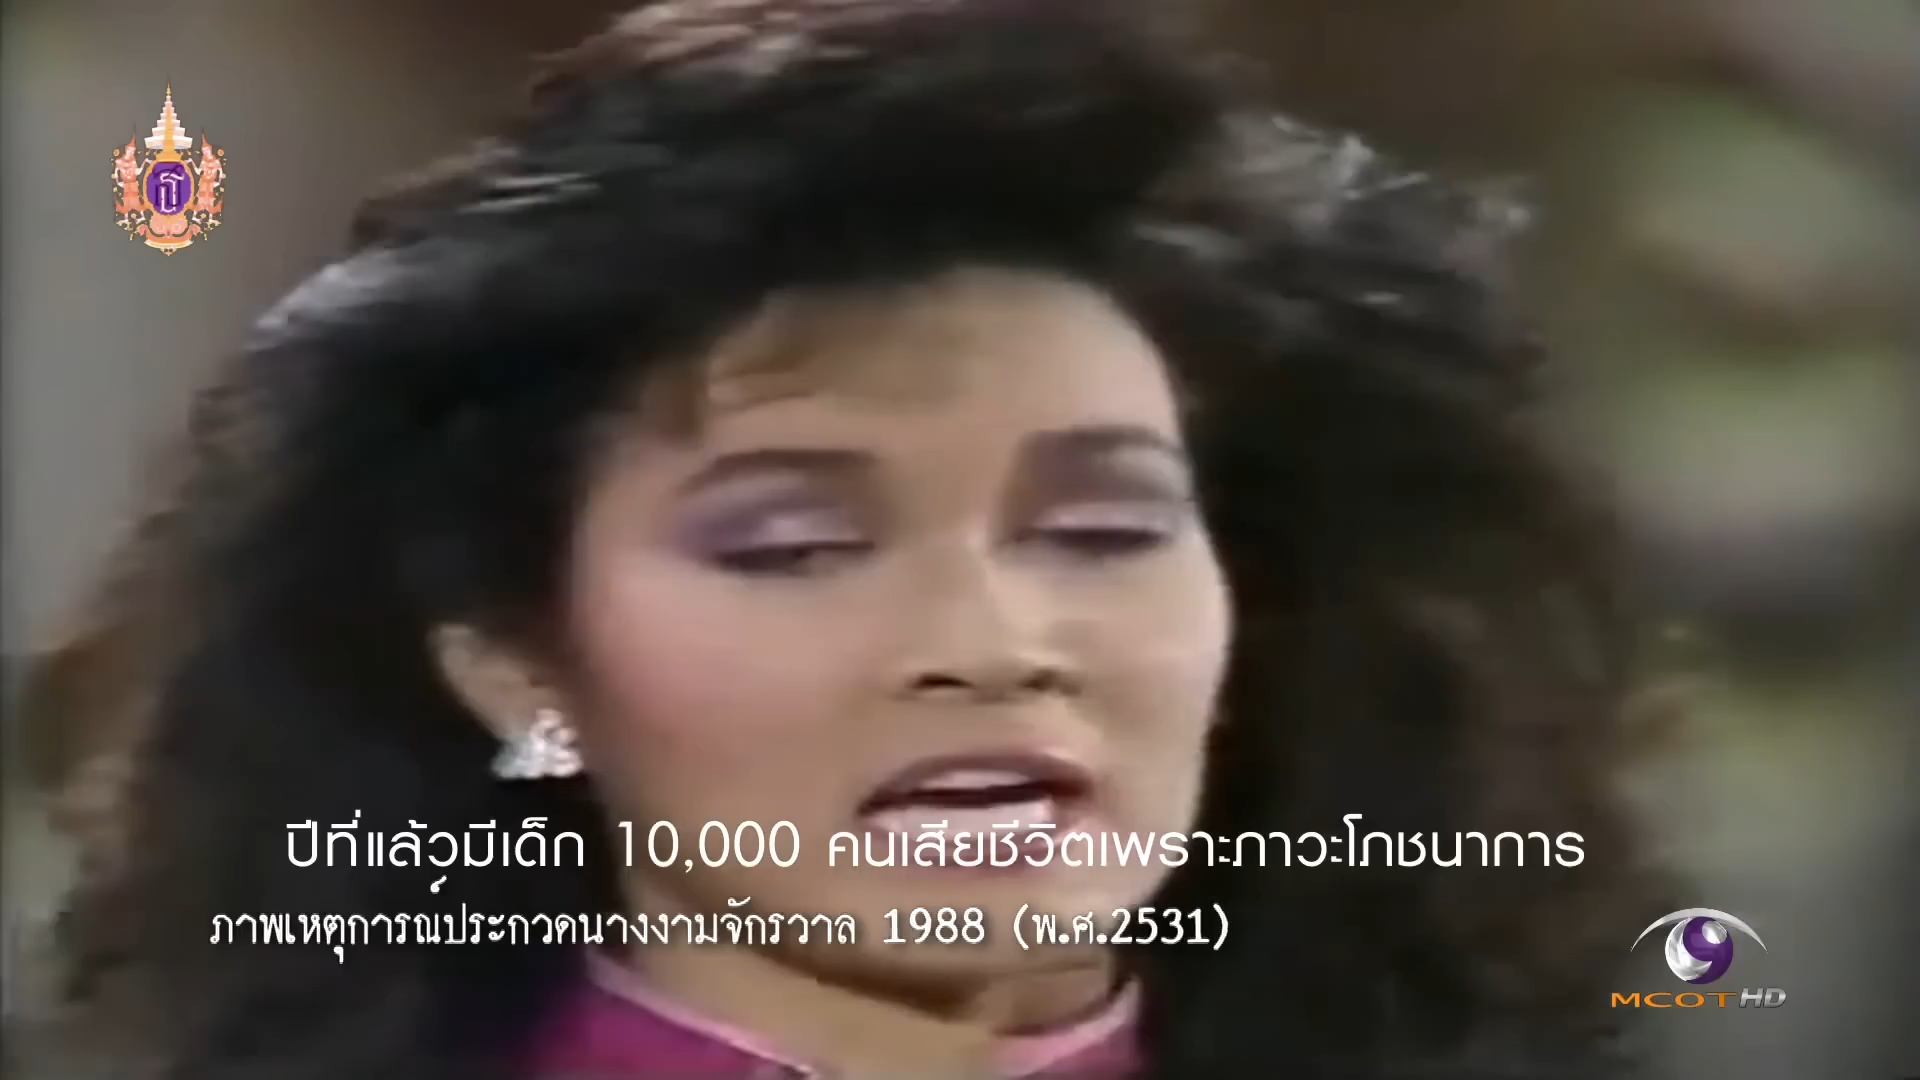 ปีที่แล้วมีเด็ก 10,000 คนเสียชีวิตเพราะภาวะโภชนาการ
ภาพเหตุการณ์ประกวดนางงามจักรวาล 1988 (พ.ศ.2531)
MCOT HD